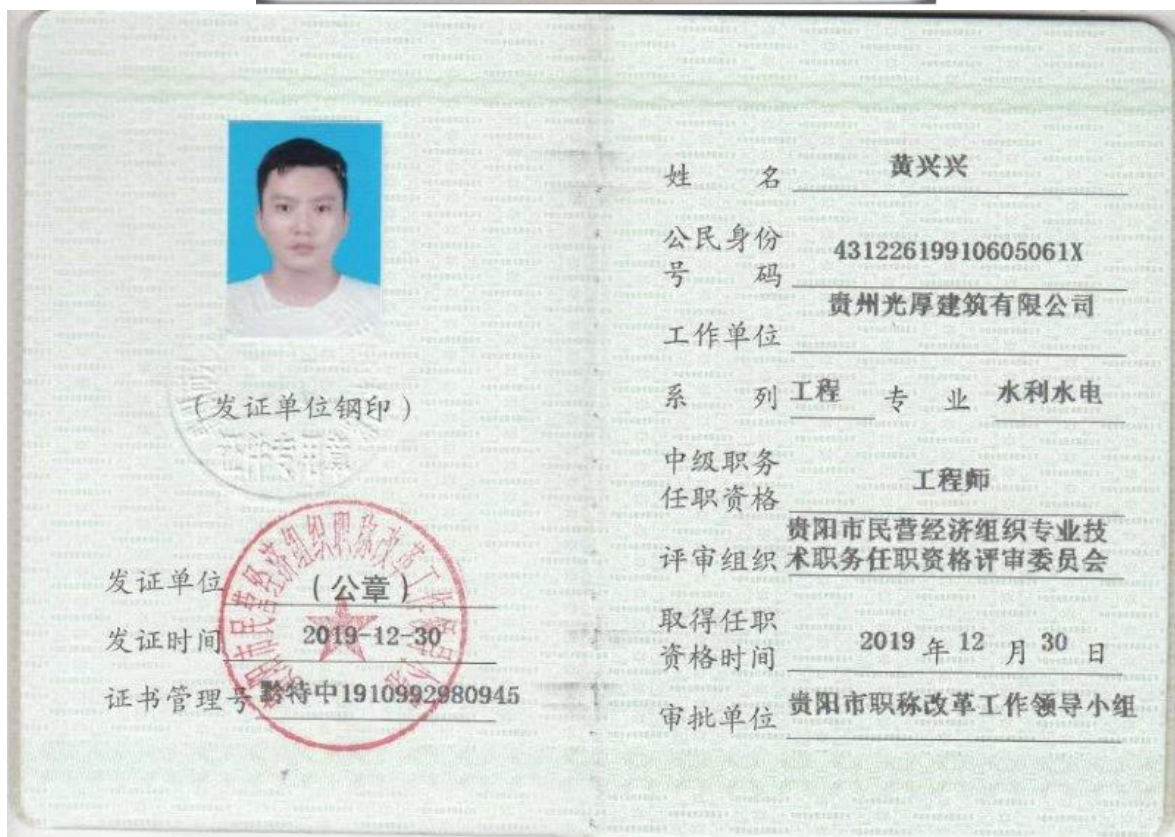 (发证单位钢印)
证件专用章
发证单位 (公章)
发证时间 2019-12-30
证书管理号 黔特中1910992980945
姓 名 黄兴兴
公民身份
号 码 43122619910605061X
贵州光厚建筑有限公司
工作单位
系 列 工程 专 业 水利水电
中级职务
任职资格 工程师
贵阳市民营经济组织专业技
评审组织 术职务任职资格评审委员会
取得任职
资格时间 2019 年 12 月 30 日
审批单位 贵阳市职称改革工作领导小组